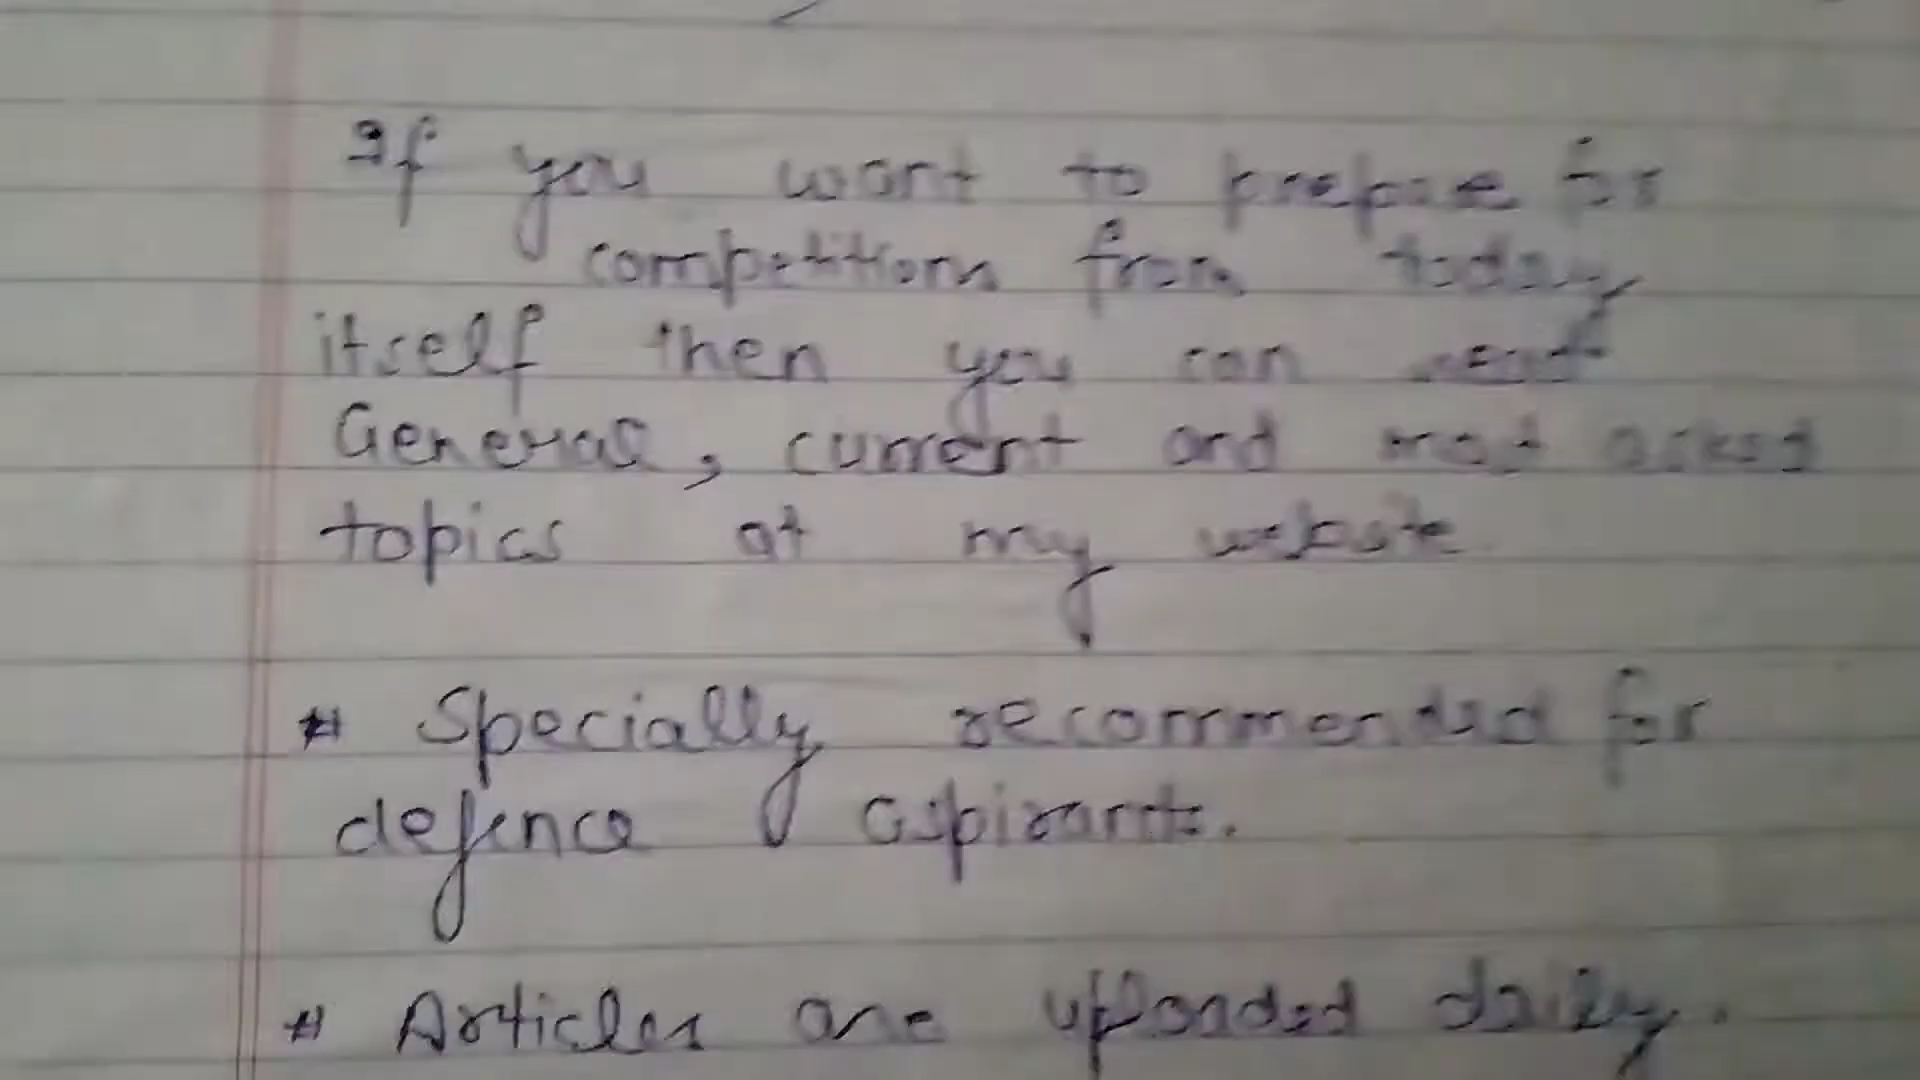 If you want to prepare for
competitions from today
itself then you can read
General, current and most asked
topics at my website.
# Specially recommended for
defence aspirants.
# Articles are uploaded daily.